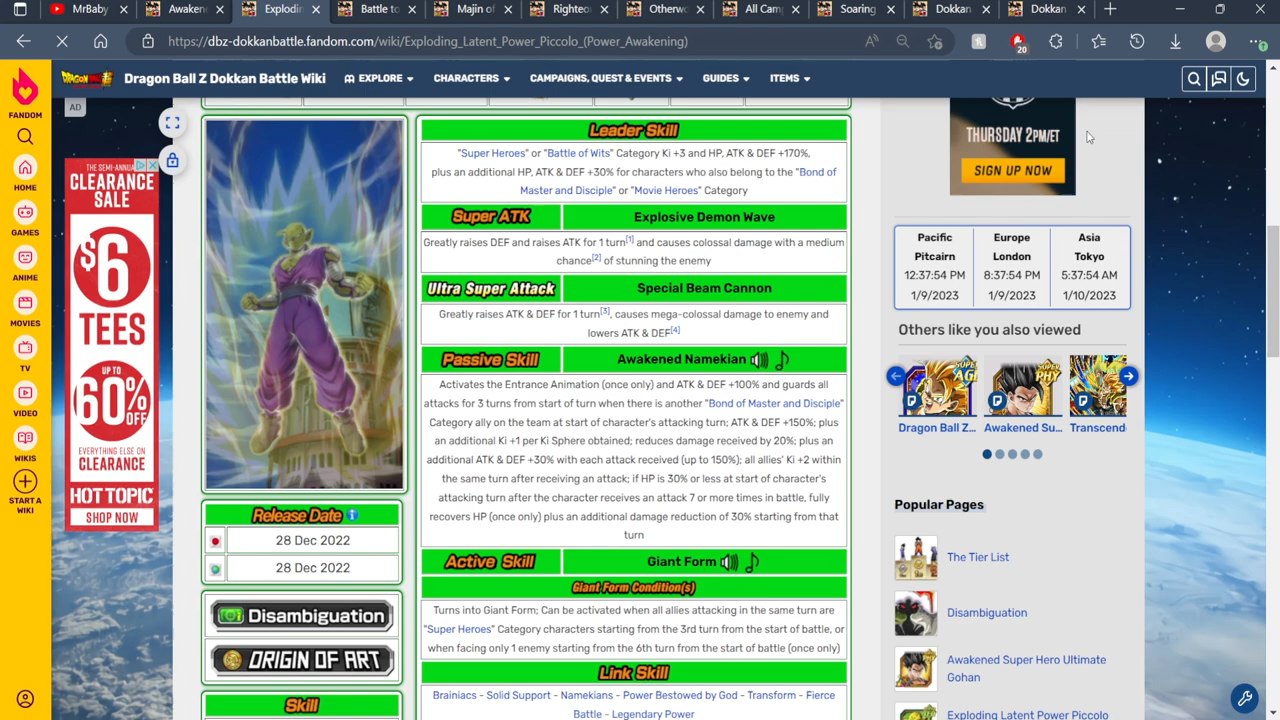 MrBaby
Awaken
Explodin
Battle to
Majin of
Righteo
Otherwo
All Camp
Soaring
Dokkan
Dokkan
https://dbz-dokkanbattle.fandom.com/wiki/Exploding_Latent_Power_Piccolo_(Power_Awakening)
20
FANDOM
HOME
GAMES
ANIME
MOVIES
TV
VIDEO
WIKIS
START A
WIKI
Dragon Ball Z Dokkan Battle Wiki
EXPLORE
CHARACTERS
CAMPAIGNS, QUEST & EVENTS
GUIDES
ITEMS
AD
THE SEMI-ANNUA
CLEARANCE
SALE
$6
TEES
UP TO
60%
OFF
EVERYTHING ELSE ON
CLEARANCE
HOT TOPIC
SHOP NOW
Release Date
28 Dec 2022
28 Dec 2022
Disambiguation
ORIGIN OF ART
Skill
Leader Skill
"Super Heroes" or "Battle of Wits" Category Ki +3 and HP, ATK & DEF +170%,
plus an additional HP, ATK & DEF +30% for characters who also belong to the "Bond of
Master and Disciple" or "Movie Heroes" Category
Super ATK
Explosive Demon Wave
Greatly raises DEF and raises ATK for 1 turn[1] and causes colossal damage with a medium
chance[2] of stunning the enemy
Ultra Super Attack
Special Beam Cannon
Greatly raises ATK & DEF for 1 turn[3], causes mega-colossal damage to enemy and
lowers ATK & DEF[4]
Passive Skill
Awakened Namekian
Activates the Entrance Animation (once only) and ATK & DEF +100% and guards all
attacks for 3 turns from start of turn when there is another "Bond of Master and Disciple"
Category ally on the team at start of character's attacking turn; ATK & DEF +150%; plus
an additional Ki +1 per Ki Sphere obtained; reduces damage received by 20%; plus an
additional ATK & DEF +30% with each attack received (up to 150%); all allies' Ki +2 within
the same turn after receiving an attack; if HP is 30% or less at start of character's
attacking turn after the character receives an attack 7 or more times in battle, fully
recovers HP (once only) plus an additional damage reduction of 30% starting from that
turn
Active Skill
Giant Form
Giant Form Condition(s)
Turns into Giant Form; Can be activated when all allies attacking in the same turn are
"Super Heroes" Category characters starting from the 3rd turn from the start of battle, or
when facing only 1 enemy starting from the 6th turn from the start of battle (once only)
Link Skill
Brainiacs - Solid Support - Namekians - Power Bestowed by God - Transform - Fierce
Battle - Legendary Power
THURSDAY 2PM/ET
SIGN UP NOW
Pacific
Pitcairn
12:37:54 PM
1/9/2023
Europe
London
8:37:54 PM
1/9/2023
Asia
Tokyo
5:37:54 AM
1/10/2023
Others like you also viewed
SUPER
AGL
SUPER
PHY
Dragon Ball Z...
Awakened Su...
Transcend
Popular Pages
The Tier List
Disambiguation
Awakened Super Hero Ultimate
Gohan
Exploding Latent Power Piccolo